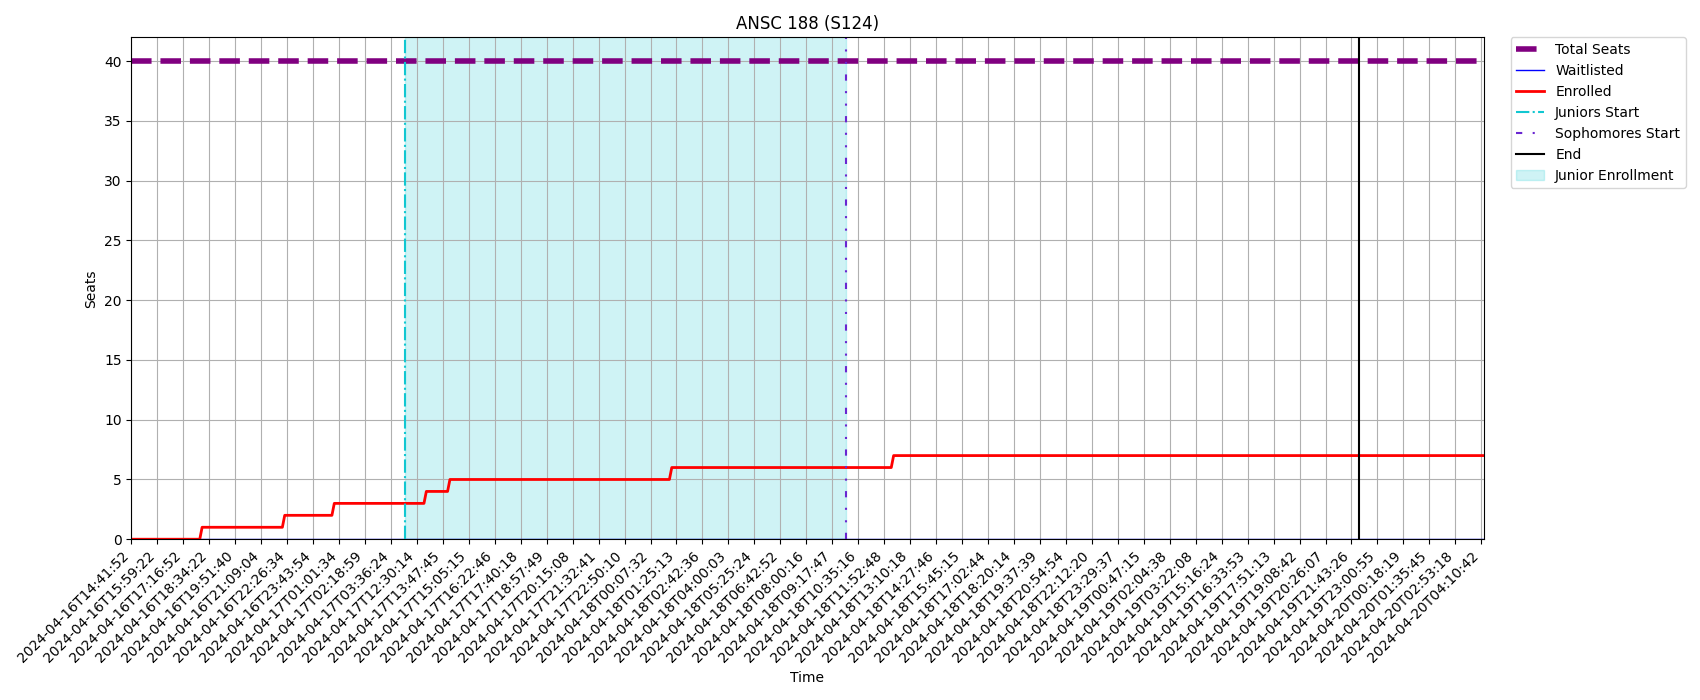 ANSC 188 (S124)
Total Seats
Waitlisted
Enrolled
Juniors Start
Sophomores Start
End
Junior Enrollment
Seats
40
35
30
25
20
15
10
5
0
2024-04-16T14:41:52
2024-04-16T15:59:22
2024-04-16T17:16:52
2024-04-16T18:34:22
2024-04-16T19:51:40
2024-04-16T21:09:04
2024-04-16T22:26:34
2024-04-16T23:43:54
2024-04-17T01:01:34
2024-04-17T02:18:59
2024-04-17T03:36:24
2024-04-17T12:30:14
2024-04-17T13:47:45
2024-04-17T15:05:15
2024-04-17T16:22:46
2024-04-17T17:40:18
2024-04-17T18:57:49
2024-04-17T20:15:08
2024-04-17T21:32:41
2024-04-17T22:50:10
2024-04-18T00:07:32
2024-04-18T01:25:13
2024-04-18T02:42:36
2024-04-18T04:00:03
2024-04-18T05:25:24
2024-04-18T06:42:52
2024-04-18T08:00:16
2024-04-18T09:17:47
2024-04-18T10:35:16
2024-04-18T11:52:48
2024-04-18T13:10:18
2024-04-18T14:27:46
2024-04-18T15:45:15
2024-04-18T17:02:44
2024-04-18T18:20:14
2024-04-18T19:37:39
2024-04-18T20:54:54
2024-04-18T22:12:20
2024-04-18T23:29:37
2024-04-19T00:47:15
2024-04-19T02:04:38
2024-04-19T03:22:08
2024-04-19T15:16:24
2024-04-19T16:33:53
2024-04-19T17:51:13
2024-04-19T19:08:42
2024-04-19T20:26:07
2024-04-19T21:43:26
2024-04-19T23:00:55
2024-04-20T00:18:19
2024-04-20T01:35:45
2024-04-20T02:53:18
2024-04-20T04:10:42
Time